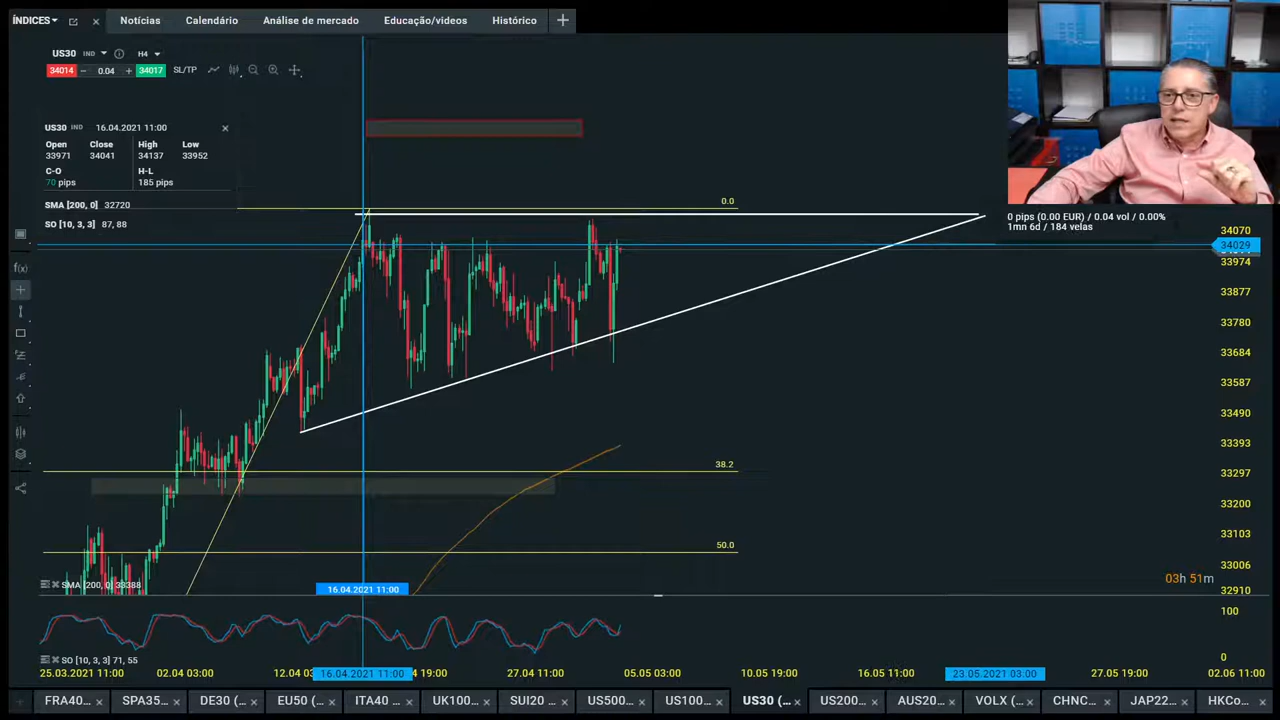 ÍNDICES
Notícias
Calendário
Análise de mercado
Educação/videos
Histórico
US30 IND H4
34014 − 0.04 + 34017 SL/TP
US30 IND 16.04.2021 11:00
Open Close High Low
33971 34041 34137 33952
C-O H-L
70 pips 185 pips
SMA [200, 0] 32720
SO [10, 3, 3] 87, 88
0.0
38.2
50.0
0 pips (0.00 EUR) / 0.04 vol / 0.00%
1mn 6d / 184 velas
34070
34029
33974
33877
33780
33684
33587
33490
33393
33297
33200
33103
33006
32910
03h 51m
f(x)
SMA [200, 0] 33388
16.04.2021 11:00
100
0
SO [10, 3, 3] 71, 55
25.03.2021 11:00 02.04 03:00 12.04 03 16.04.2021 11:00 19:00 27.04 11:00 05.05 03:00 10.05 19:00 16.05 11:00 23.05.2021 03:00 27.05 19:00 02.06 11:00
FRA40... SPA35... DE30 (... EU50 (... ITA40 ... UK100... SUI20 ... US500... US100... US30 (... US200... AUS20... VOLX (... CHNC... JAP22... HKCo...